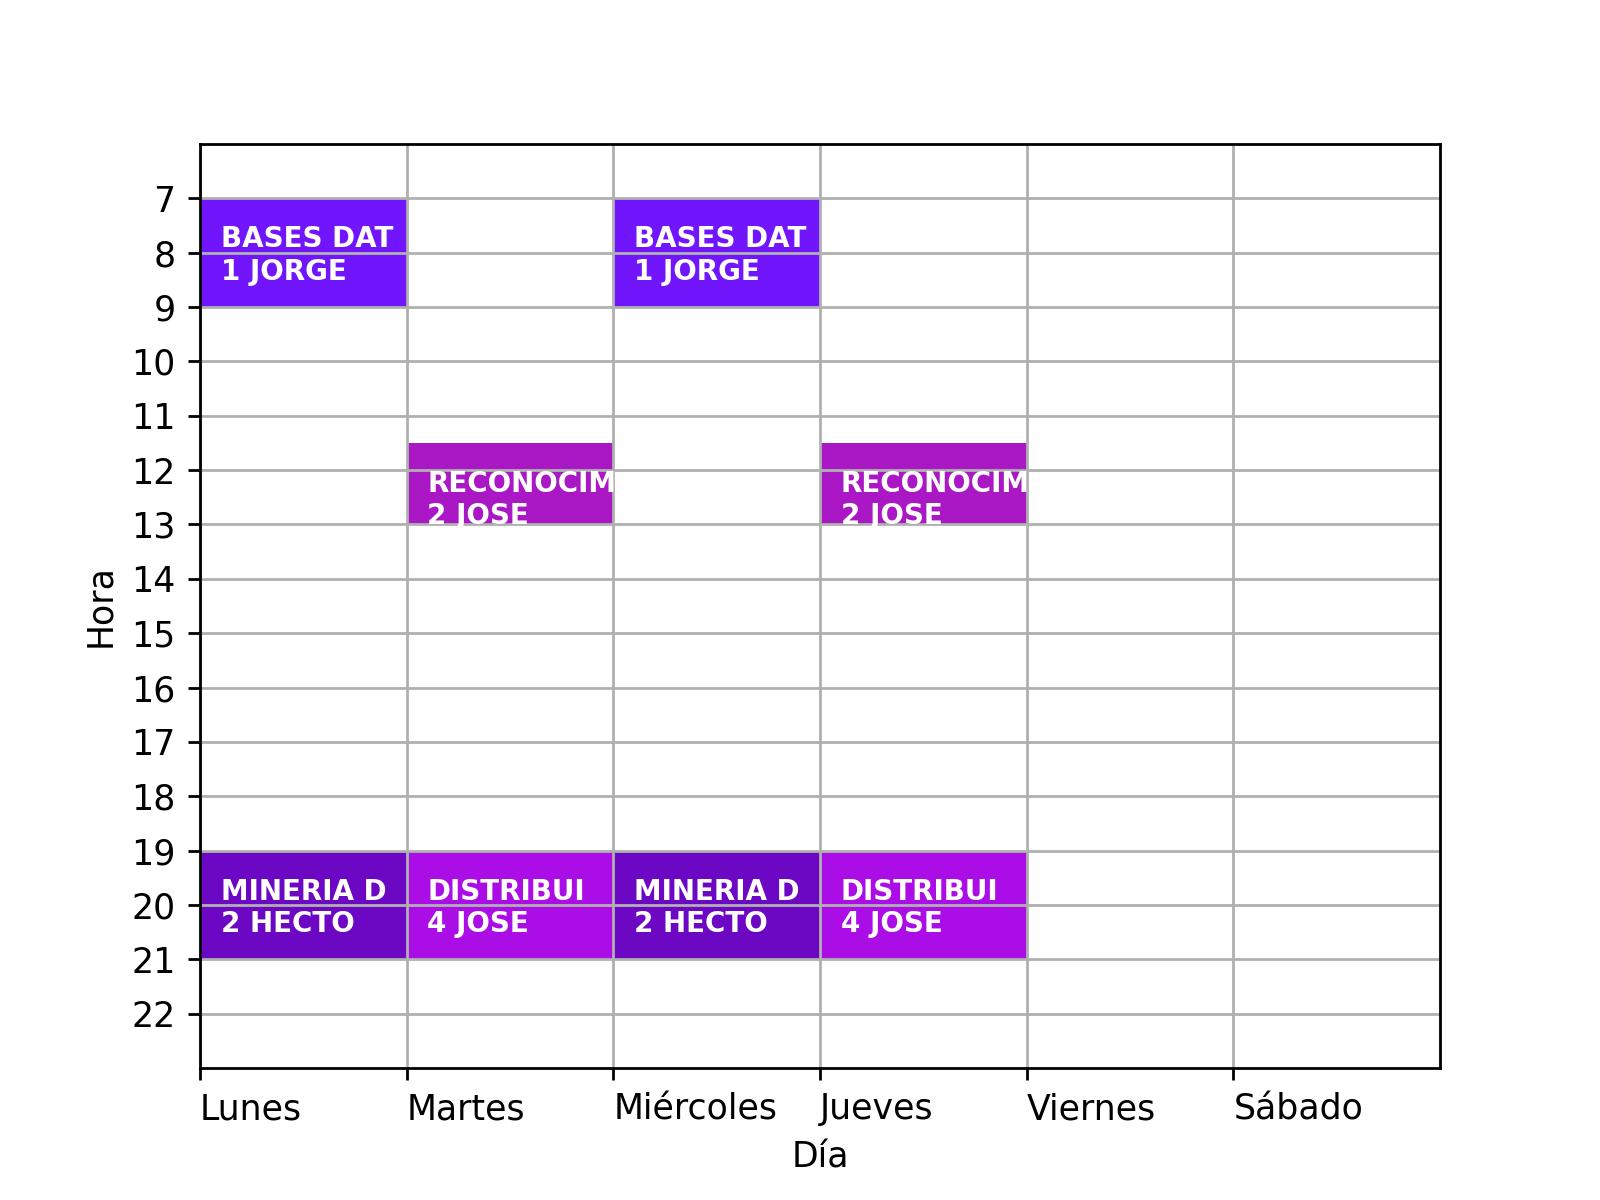 7
BASES DAT
1 JORGE
BASES DAT
1 JORGE
8
9
10
11
12
RECONOCIM
2 JOSE
RECONOCIM
2 JOSE
13
14
Hora
15
16
17
18
19
MINERIA D
2 HECTO
DISTRIBUI
4 JOSE
MINERIA D
2 HECTO
DISTRIBUI
4 JOSE
20
21
22
Lunes Martes Miércoles Jueves Viernes Sábado
Día